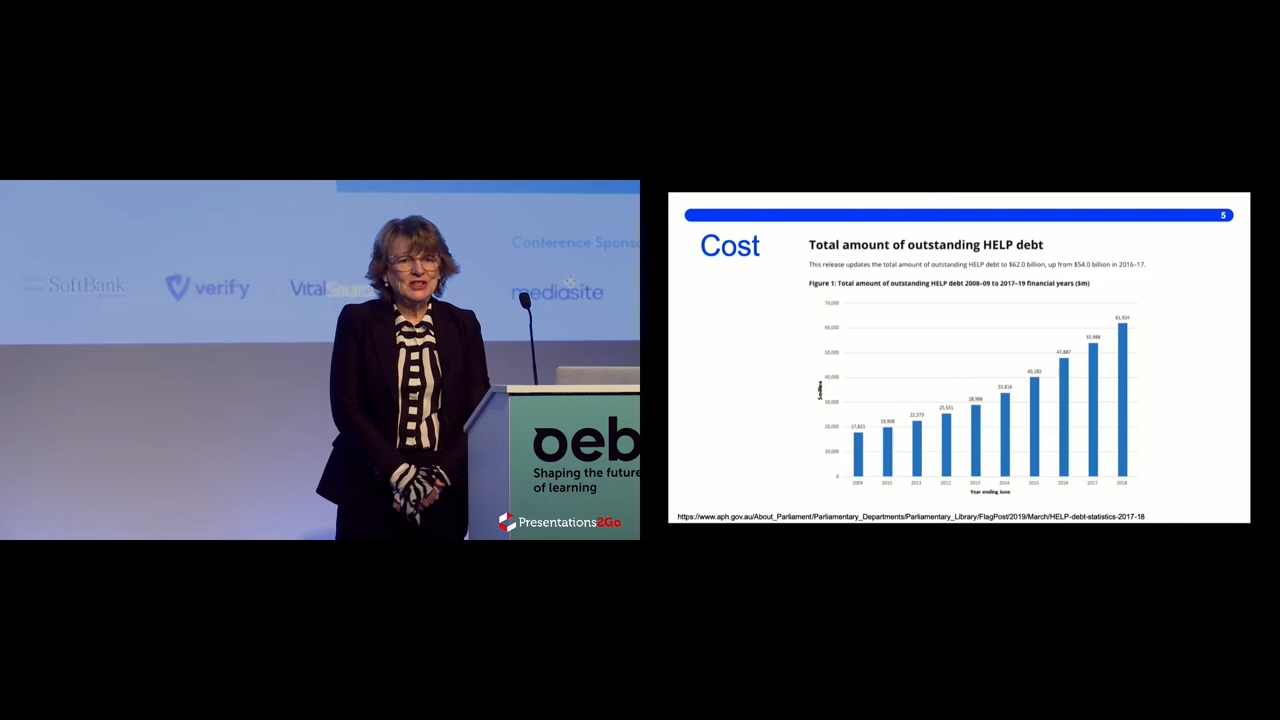 Conference Sponso
SoftBank
verify
VitalSource
mediasite
oeb
Shaping the future
of learning
Presentations2Go
5
Cost
Total amount of outstanding HELP debt
This release updates the total amount of outstanding HELP debt to $62.0 billion, up from $54.0 billion in 2016–17.
Figure 1: Total amount of outstanding HELP debt 2008–09 to 2017–19 financial years ($m)
$million
70,000
60,000
50,000
40,000
30,000
20,000
10,000
0
17,821
19,908
22,573
25,531
28,986
33,816
40,182
47,887
53,988
61,924
2009
2010
2011
2012
2013
2014
2015
2016
2017
2018
Year ending June
https://www.aph.gov.au/About_Parliament/Parliamentary_Departments/Parliamentary_Library/FlagPost/2019/March/HELP-debt-statistics-2017-18